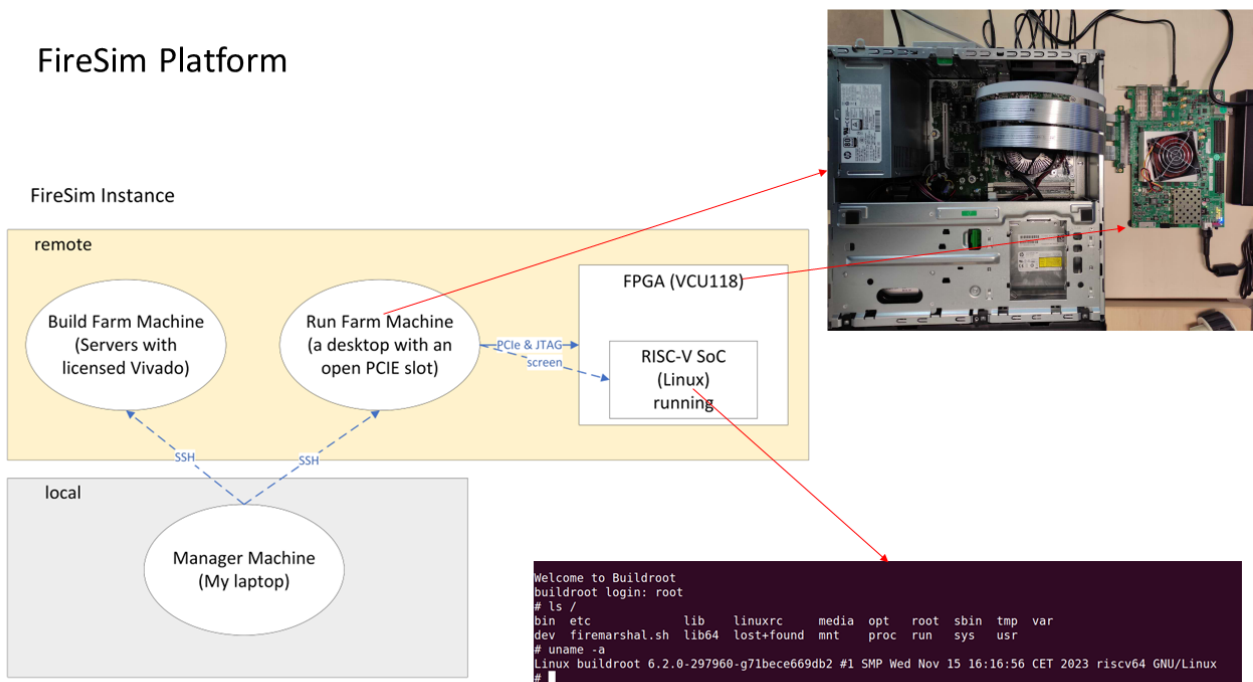 FireSim Platform
FireSim Instance
remote
Build Farm Machine
(Servers with
licensed Vivado)
Run Farm Machine
(a desktop with an
open PCIE slot)
PCIe & JTAG
screen
FPGA (VCU118)
RISC-V SoC
(Linux)
running
SSH
SSH
local
Manager Machine
(My laptop)
Welcome to Buildroot
buildroot login: root
# ls /
bin etc lib linuxrc media opt root sbin tmp var
dev firemarshal.sh lib64 lost+found mnt proc run sys usr
# uname -a
Linux buildroot 6.2.0-297960-g71bece669db2 #1 SMP Wed Nov 15 16:16:56 CET 2023 riscv64 GNU/Linux
#